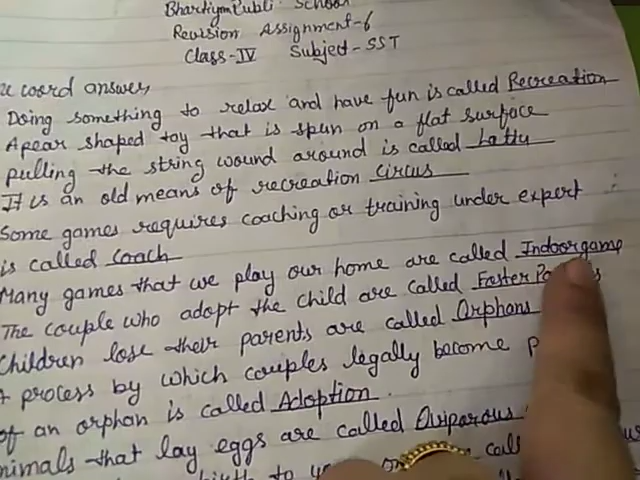 Bhartiyam Publi School
Revision Assignment-6
Class-IV Subject-SST
word answer
Doing something to relax and have fun is called Recreation
A pear shaped toy that is spun on a flat surface
pulling the string wound around is called Lattu
It is an old means of recreation Circus
Some games requires coaching or training under expert
is called Coach
Many games that we play our home are called Indoor game
The couple who adopt the child are called Foster
Children lose their parents are called Orphans
process by which couples legally become
of an orphan is called Adoption
animals that lay eggs are called Oviparous
birth to